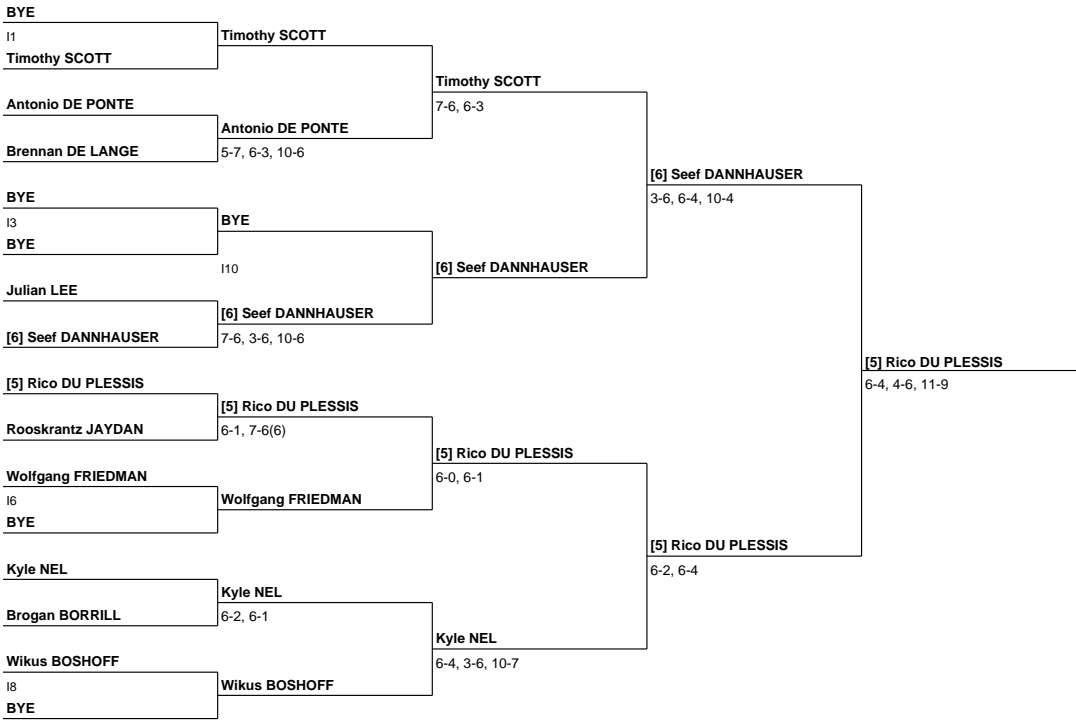 BYE
I1
Timothy SCOTT
Timothy SCOTT
Antonio DE PONTE
Brennan DE LANGE
Antonio DE PONTE
5-7, 6-3, 10-6
Timothy SCOTT
7-6, 6-3
BYE
I3
BYE
BYE
I10
Julian LEE
[6] Seef DANNHAUSER
[6] Seef DANNHAUSER
7-6, 3-6, 10-6
[6] Seef DANNHAUSER
[6] Seef DANNHAUSER
3-6, 6-4, 10-4
[5] Rico DU PLESSIS
Rooskrantz JAYDAN
[5] Rico DU PLESSIS
6-1, 7-6(6)
Wolfgang FRIEDMAN
I6
BYE
Wolfgang FRIEDMAN
[5] Rico DU PLESSIS
6-0, 6-1
Kyle NEL
Brogan BORRILL
Kyle NEL
6-2, 6-1
Wikus BOSHOFF
I8
BYE
Wikus BOSHOFF
Kyle NEL
6-4, 3-6, 10-7
[5] Rico DU PLESSIS
6-2, 6-4
[5] Rico DU PLESSIS
6-4, 4-6, 11-9